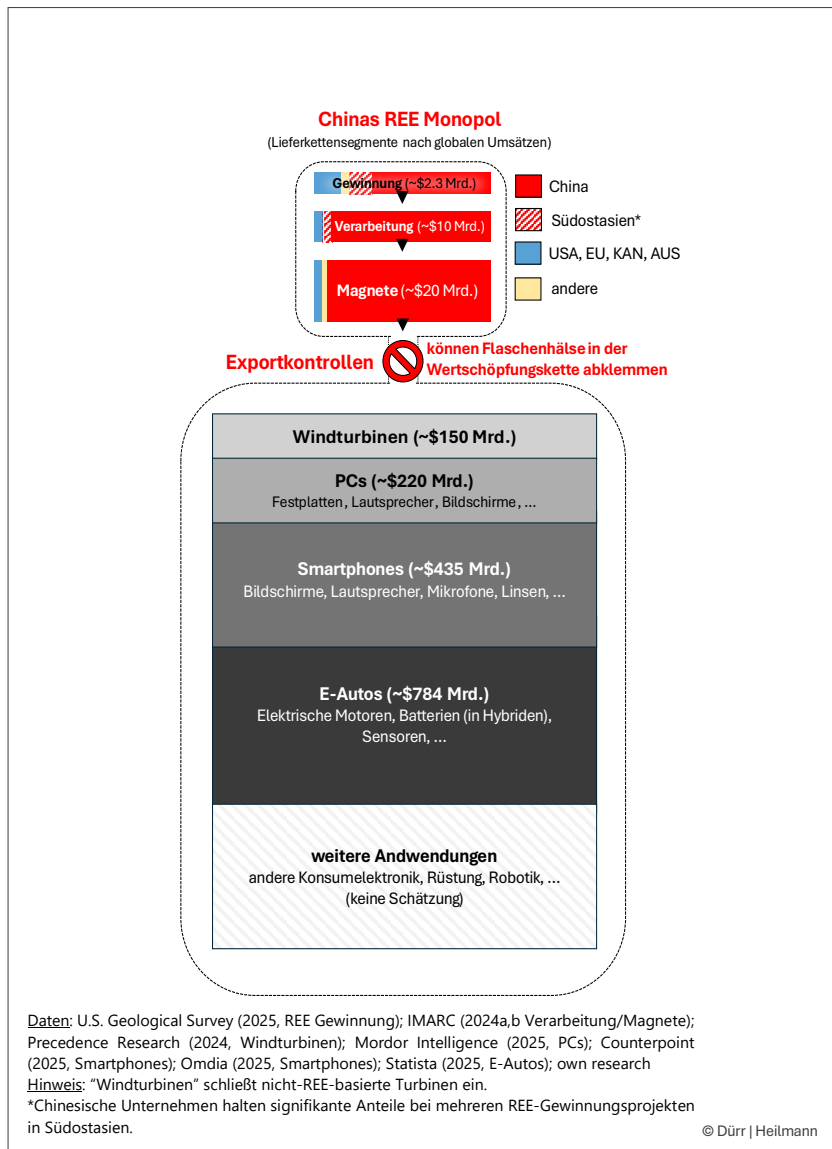 Chinas REE Monopol
(Lieferkettensegmente nach globalen Umsätzen)
Gewinnung (~$2.3 Mrd.)
Verarbeitung (~$10 Mrd.)
Magnete (~$20 Mrd.)
China
Südostasien*
USA, EU, KAN, AUS
andere
Exportkontrollen
können Flaschenhälse in der
Wertschöpfungskette abklemmen
Windturbinen (~$150 Mrd.)
PCs (~$220 Mrd.)
Festplatten, Lautsprecher, Bildschirme, ...
Smartphones (~$435 Mrd.)
Bildschirme, Lautsprecher, Mikrofone, Linsen, ...
E-Autos (~$784 Mrd.)
Elektrische Motoren, Batterien (in Hybriden),
Sensoren, ...
weitere Andwendungen
andere Konsumelektronik, Rüstung, Robotik, ...
(keine Schätzung)
Daten: U.S. Geological Survey (2025, REE Gewinnung); IMARC (2024a,b Verarbeitung/Magnete);
Precedence Research (2024, Windturbinen); Mordor Intelligence (2025, PCs); Counterpoint
(2025, Smartphones); Omdia (2025, Smartphones); Statista (2025, E-Autos); own research
Hinweis: "Windturbinen" schließt nicht-REE-basierte Turbinen ein.
*Chinesische Unternehmen halten signifikante Anteile bei mehreren REE-Gewinnungsprojekten
in Südostasien.
© Dürr | Heilmann